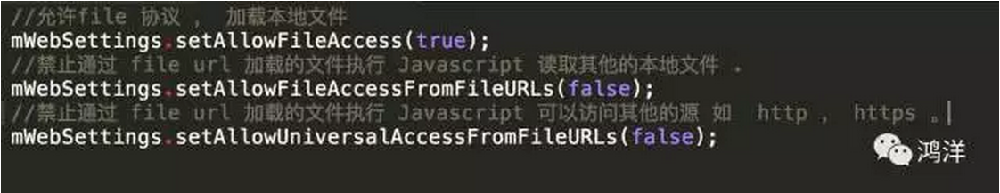 //允许file 协议 ， 加载本地文件
mWebSettings.setAllowFileAccess(true);
//禁止通过 file url 加载的文件执行 Javascript 读取其他的本地文件 .
mWebSettings.setAllowFileAccessFromFileURLs(false);
//禁止通过 file url 加载的文件执行 Javascript 可以访问其他的源 如  http ， https 。
mWebSettings.setAllowUniversalAccessFromFileURLs(false);
鸿洋